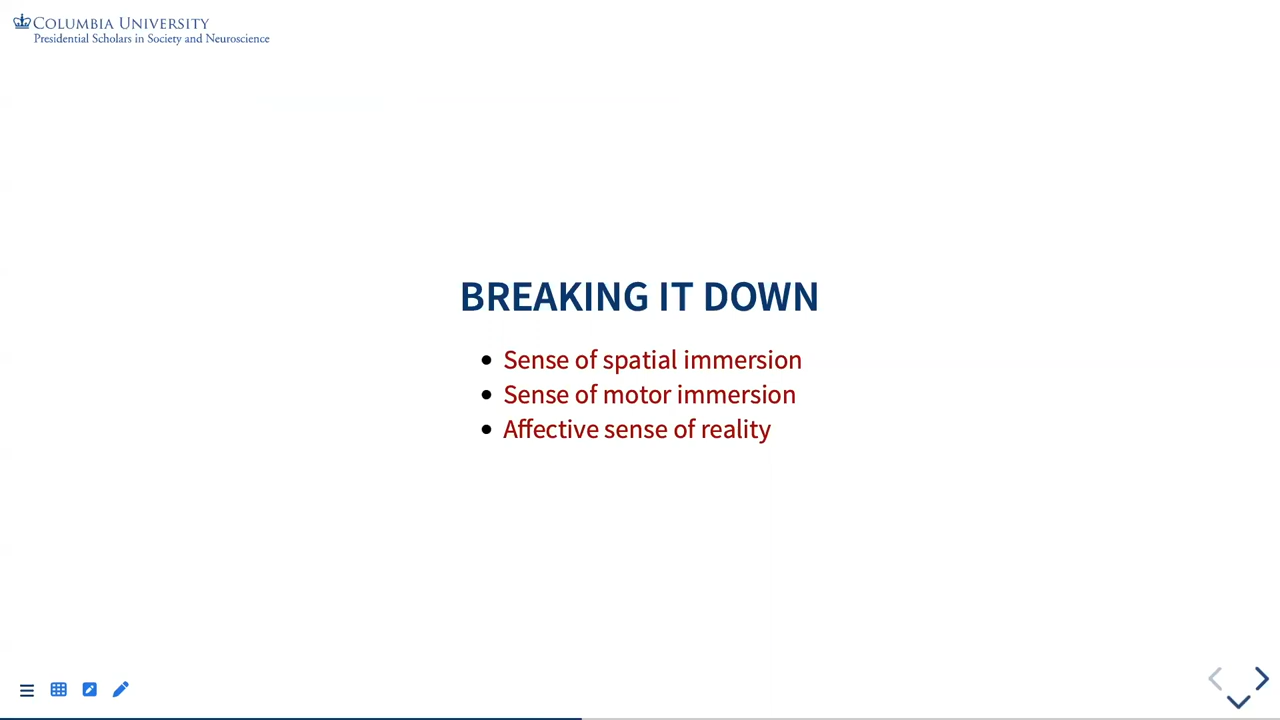 COLUMBIA UNIVERSITY
Presidential Scholars in Society and Neuroscience
BREAKING IT DOWN
• Sense of spatial immersion
• Sense of motor immersion
• Affective sense of reality